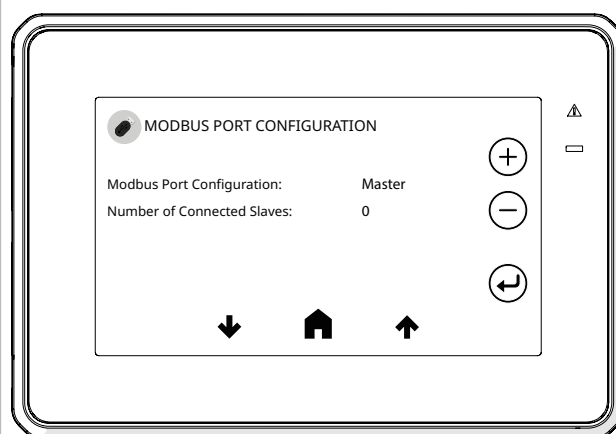 MODBUS PORT CONFIGURATION
Modbus Port Configuration: Master
Number of Connected Slaves: 0